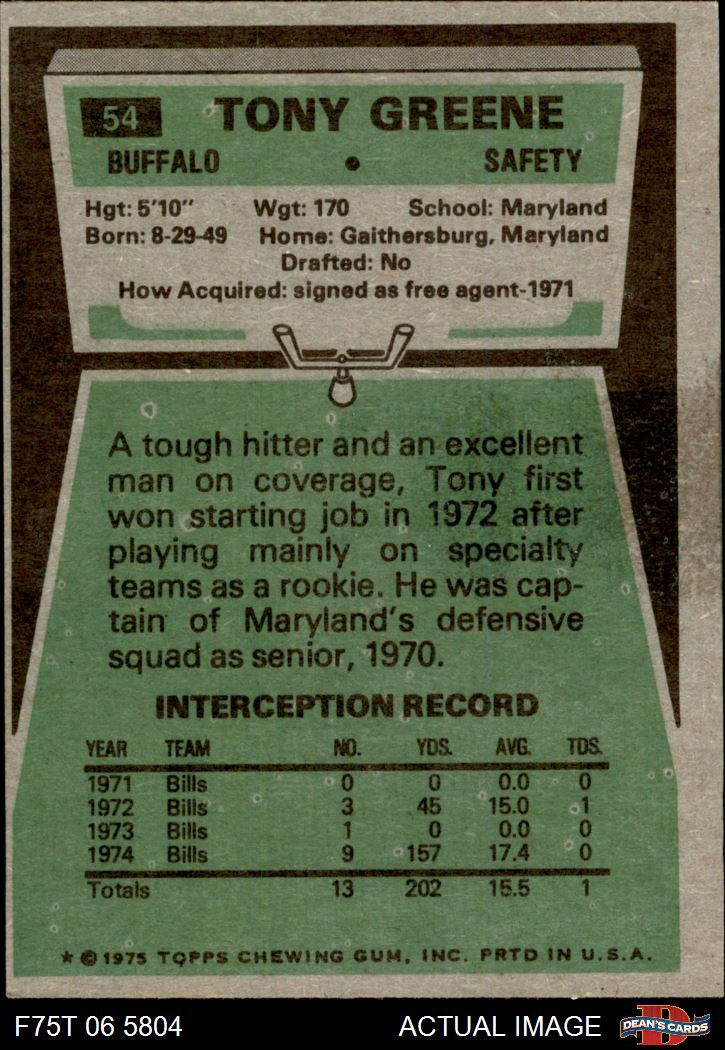 54 TONY GREENE
BUFFALO • SAFETY
Hgt: 5'10" Wgt: 170 School: Maryland
Born: 8-29-49 Home: Gaithersburg, Maryland
Drafted: No
How Acquired: signed as free agent-1971
A tough hitter and an excellent
man on coverage, Tony first
won starting job in 1972 after
playing mainly on specialty
teams as a rookie. He was cap-
tain of Maryland's defensive
squad as senior, 1970.
INTERCEPTION RECORD
YEAR TEAM NO. YDS. AVG. TDS.
1971 Bills 0 0 0.0 0
1972 Bills 3 45 15.0 1
1973 Bills 1 0 0.0 0
1974 Bills 9 157 17.4 0
Totals 13 202 15.5 1
* © 1975 TOPPS CHEWING GUM, INC. PRTD IN U.S.A.
F75T 06 5804 ACTUAL IMAGE D DEAN'S CARDS